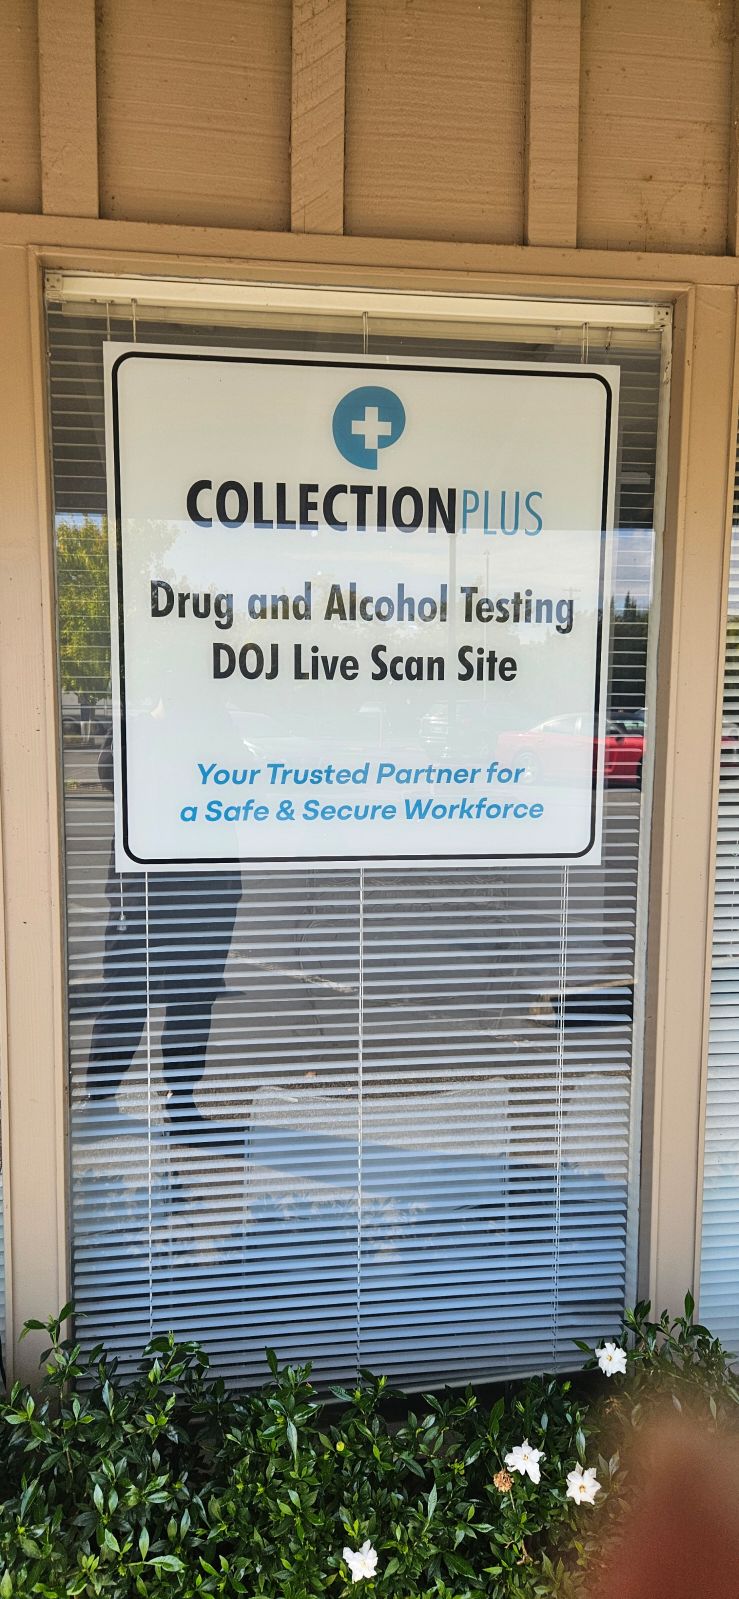 COLLECTIONPLUS
Drug and Alcohol Testing
DOJ Live Scan Site
Your Trusted Partner for
a Safe & Secure Workforce